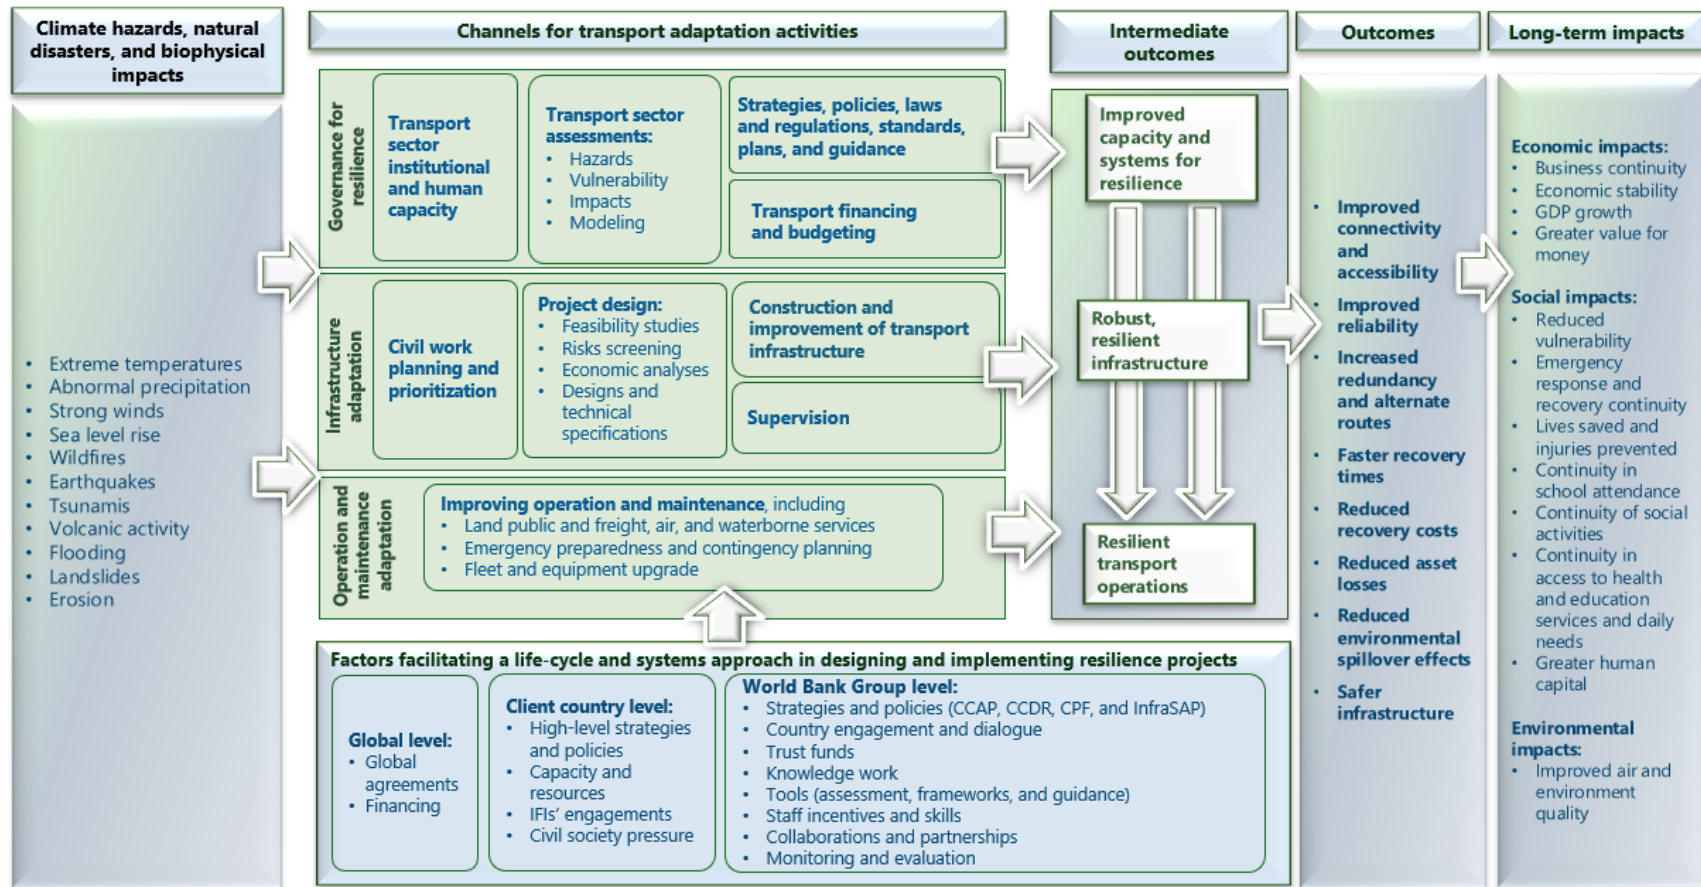 Climate hazards, natural
disasters, and biophysical
impacts
• Extreme temperatures
• Abnormal precipitation
• Strong winds
• Sea level rise
• Wildfires
• Earthquakes
• Tsunamis
• Volcanic activity
• Flooding
• Landslides
• Erosion
Channels for transport adaptation activities
Governance for
resilience
Transport
sector
institutional
and human
capacity
Transport sector
assessments:
• Hazards
• Vulnerability
• Impacts
• Modeling
Strategies, policies, laws
and regulations, standards,
plans, and guidance
Transport financing
and budgeting
Infrastructure
adaptation
Civil work
planning and
prioritization
Project design:
• Feasibility studies
• Risks screening
• Economic analyses
• Designs and
technical
specifications
Construction and
improvement of transport
infrastructure
Supervision
Operation and
maintenance
adaptation
Improving operation and maintenance, including
• Land public and freight, air, and waterborne services
• Emergency preparedness and contingency planning
• Fleet and equipment upgrade
Factors facilitating a life-cycle and systems approach in designing and implementing resilience projects
Global level:
• Global
agreements
• Financing
Client country level:
• High-level strategies
and policies
• Capacity and
resources
• IFIs’ engagements
• Civil society pressure
World Bank Group level:
• Strategies and policies (CCAP, CCDR, CPF, and InfraSAP)
• Country engagement and dialogue
• Trust funds
• Knowledge work
• Tools (assessment, frameworks, and guidance)
• Staff incentives and skills
• Collaborations and partnerships
• Monitoring and evaluation
Intermediate
outcomes
Improved
capacity and
systems for
resilience
Robust,
resilient
infrastructure
Resilient
transport
operations
Outcomes
• Improved
connectivity
and
accessibility
• Improved
reliability
• Increased
redundancy
and alternate
routes
• Faster recovery
times
• Reduced
recovery costs
• Reduced asset
losses
• Reduced
environmental
spillover effects
• Safer
infrastructure
Long-term impacts
Economic impacts:
• Business continuity
• Economic stability
• GDP growth
• Greater value for
money
Social impacts:
• Reduced
vulnerability
• Emergency
response and
recovery continuity
• Lives saved and
injuries prevented
• Continuity in
school attendance
• Continuity of social
activities
• Continuity in
access to health
and education
services and daily
needs
• Greater human
capital
Environmental
impacts:
• Improved air and
environment
quality